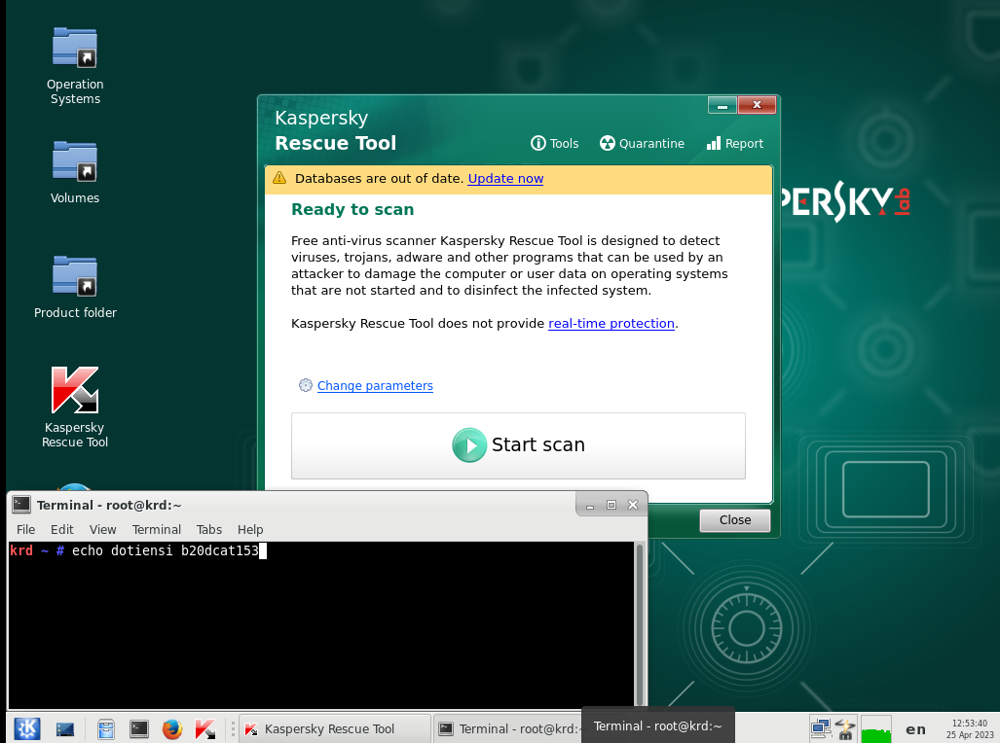 Operation
Systems
Volumes
Product folder
Kaspersky
Rescue Tool
Kaspersky
Rescue Tool
Tools
Quarantine
Report
Databases are out of date. Update now
Ready to scan
Free anti-virus scanner Kaspersky Rescue Tool is designed to detect
viruses, trojans, adware and other programs that can be used by an
attacker to damage the computer or user data on operating systems
that are not started and to disinfect the infected system.
Kaspersky Rescue Tool does not provide real-time protection.
Change parameters
Start scan
Close
PERSKY lab
Terminal - root@krd:~
File Edit View Terminal Tabs Help
krd ~ # echo dotiensi b20dcat153
Kaspersky Rescue Tool
Terminal - root@krd:~
Terminal - root@krd:~
en
12:53:40
25 Apr 2023